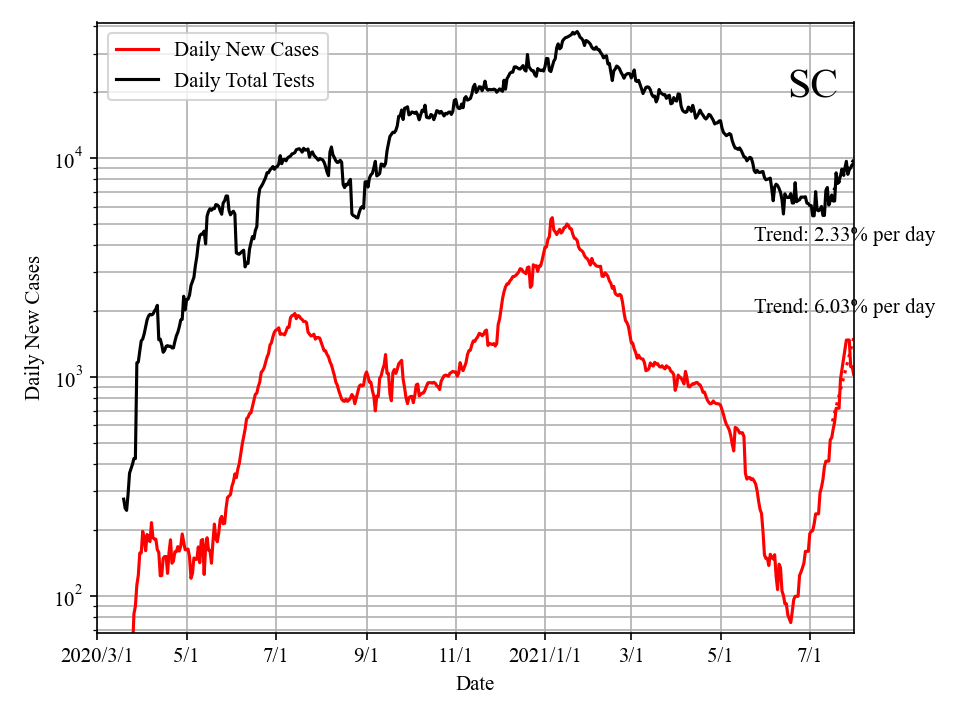 Daily New Cases
Daily Total Tests
SC
10^4
10^3
10^2
Trend: 2.33% per day
Trend: 6.03% per day
Daily New Cases
2020/3/1 5/1 7/1 9/1 11/1 2021/1/1 3/1 5/1 7/1
Date